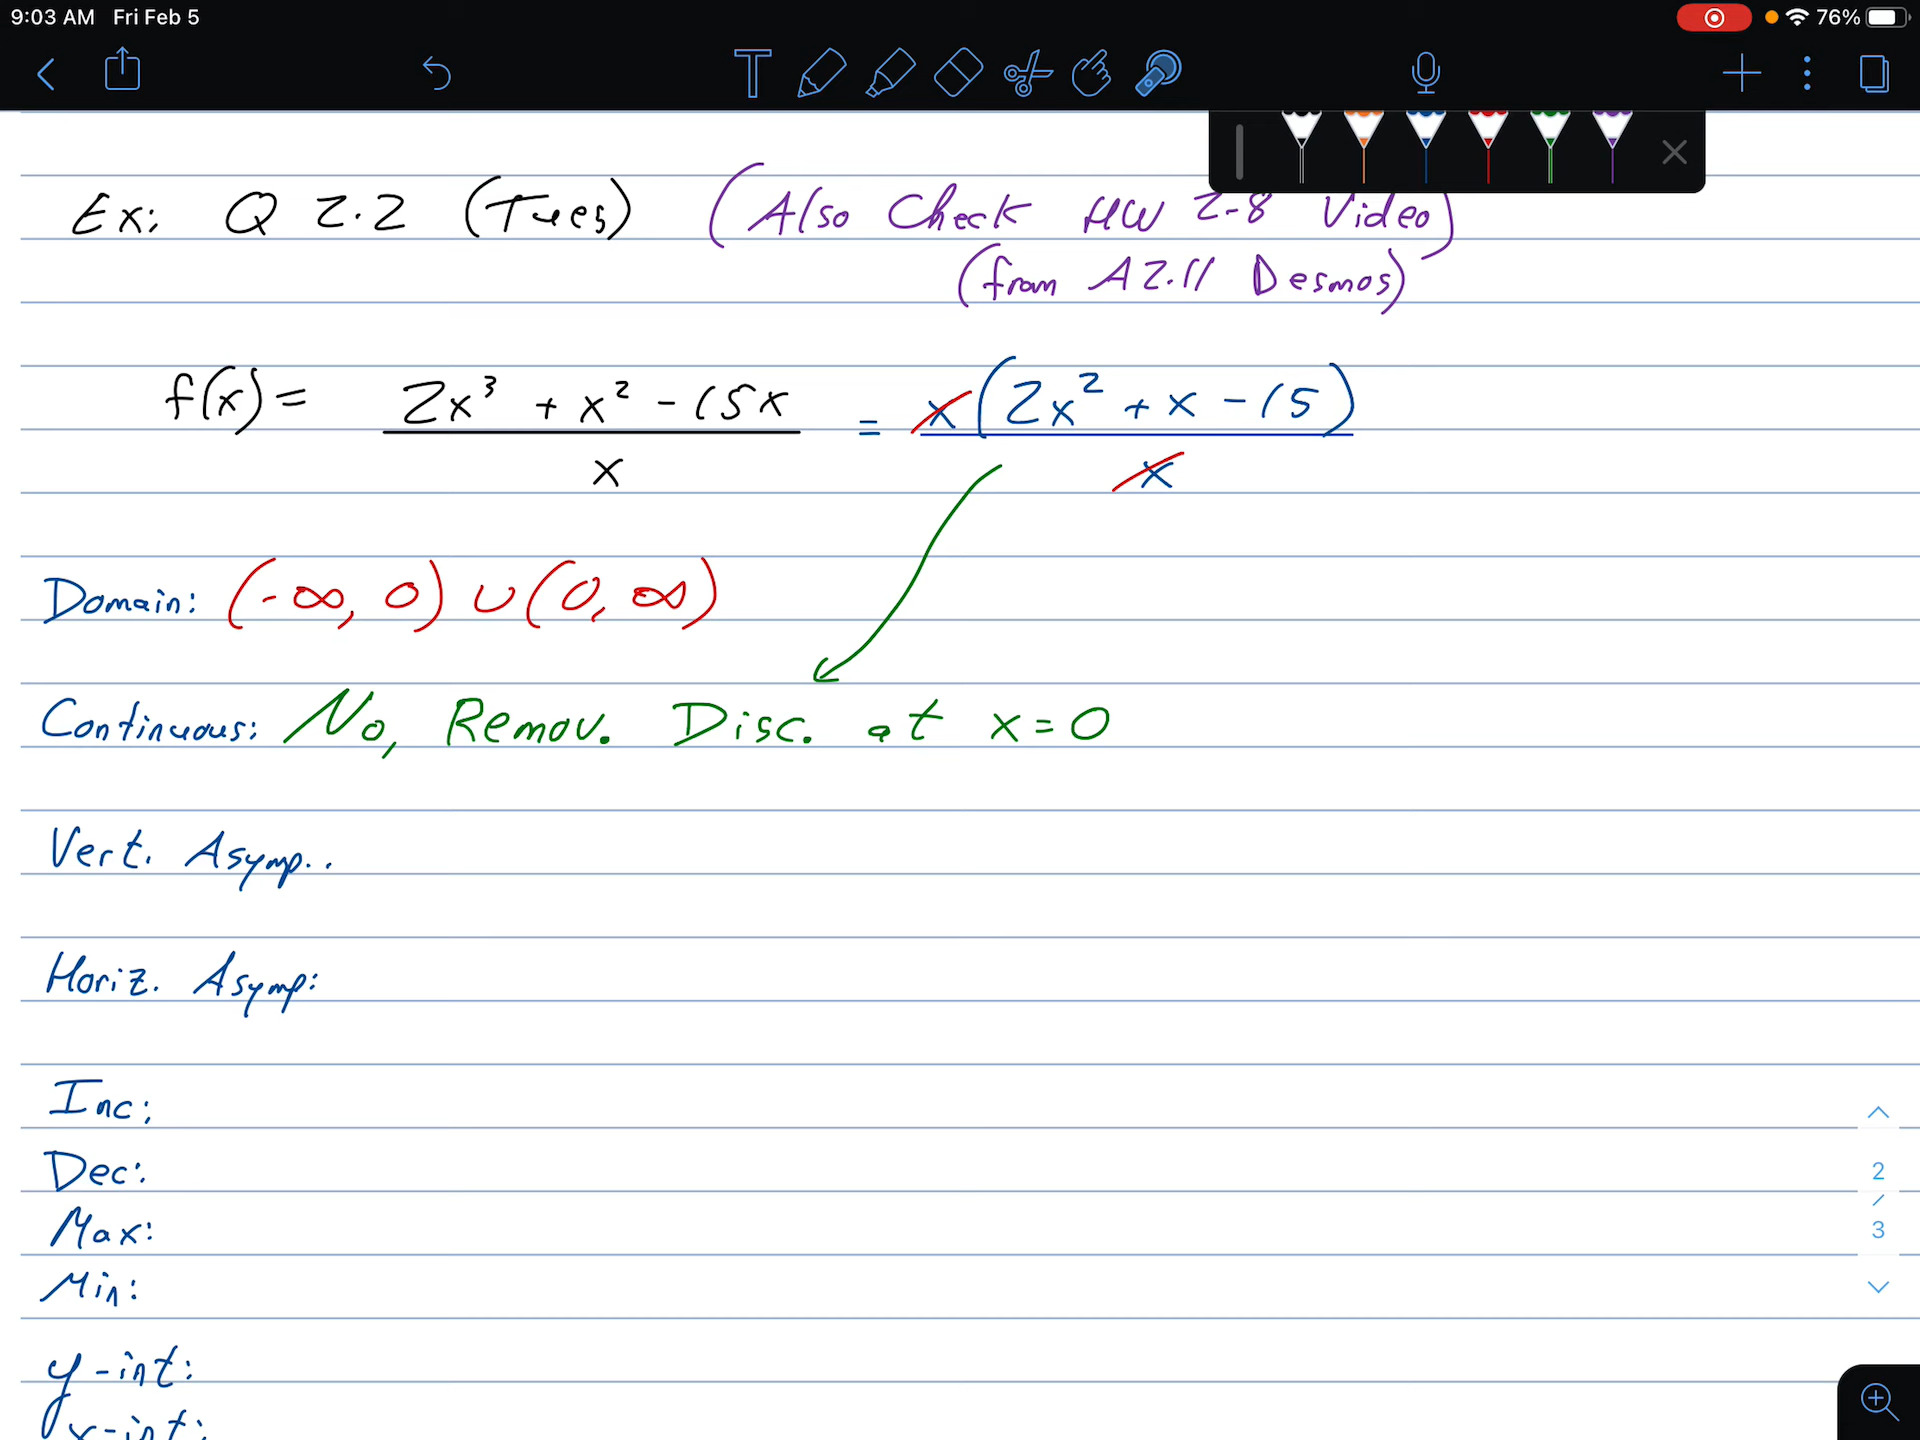 9:03 AM Fri Feb 5 76%
Ex: Q 2.2 (Tues) (Also Check HW 2-8 Video)
(from A2.11 Desmos)
f(x) = 2x³ + x² - 15x / x = x(2x² + x - 15) / x
Domain: (-∞, 0) ∪ (0, ∞)
Continuous: No, Remov. Disc. at x = 0
Vert. Asymp..
Horiz. Asymp:
Inc:
Dec:
Max:
Min:
y-int:
x-int:
2
/
3